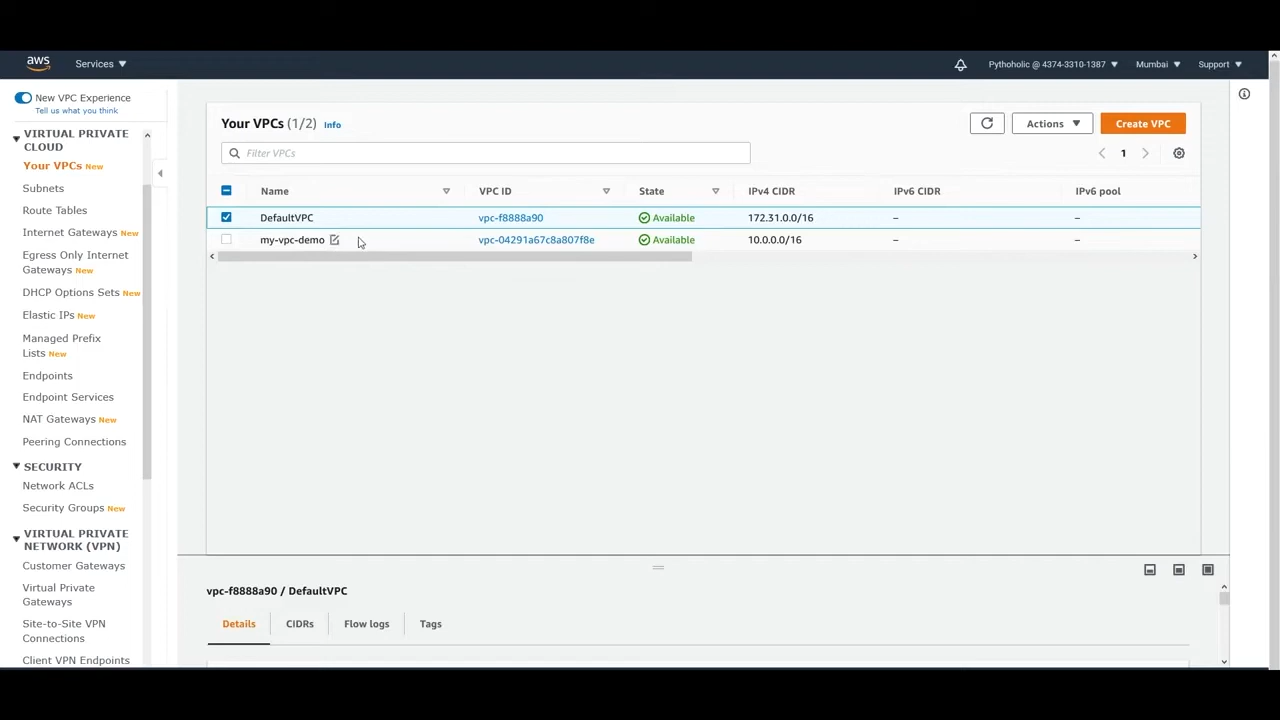 aws
Services
Pythoholic @ 4374-3310-1387
Mumbai
Support
New VPC Experience
Tell us what you think
VIRTUAL PRIVATE
CLOUD
Your VPCs New
Subnets
Route Tables
Internet Gateways New
Egress Only Internet
Gateways New
DHCP Options Sets New
Elastic IPs New
Managed Prefix
Lists New
Endpoints
Endpoint Services
NAT Gateways New
Peering Connections
SECURITY
Network ACLs
Security Groups New
VIRTUAL PRIVATE
NETWORK (VPN)
Customer Gateways
Virtual Private
Gateways
Site-to-Site VPN
Connections
Client VPN Endpoints
Your VPCs (1/2) Info
Actions
Create VPC
Filter VPCs
1
Name VPC ID State IPv4 CIDR IPv6 CIDR IPv6 pool
DefaultVPC vpc-f8888a90 Available 172.31.0.0/16 – –
my-vpc-demo vpc-04291a67c8a807f8e Available 10.0.0.0/16 – –
vpc-f8888a90 / DefaultVPC
Details CIDRs Flow logs Tags